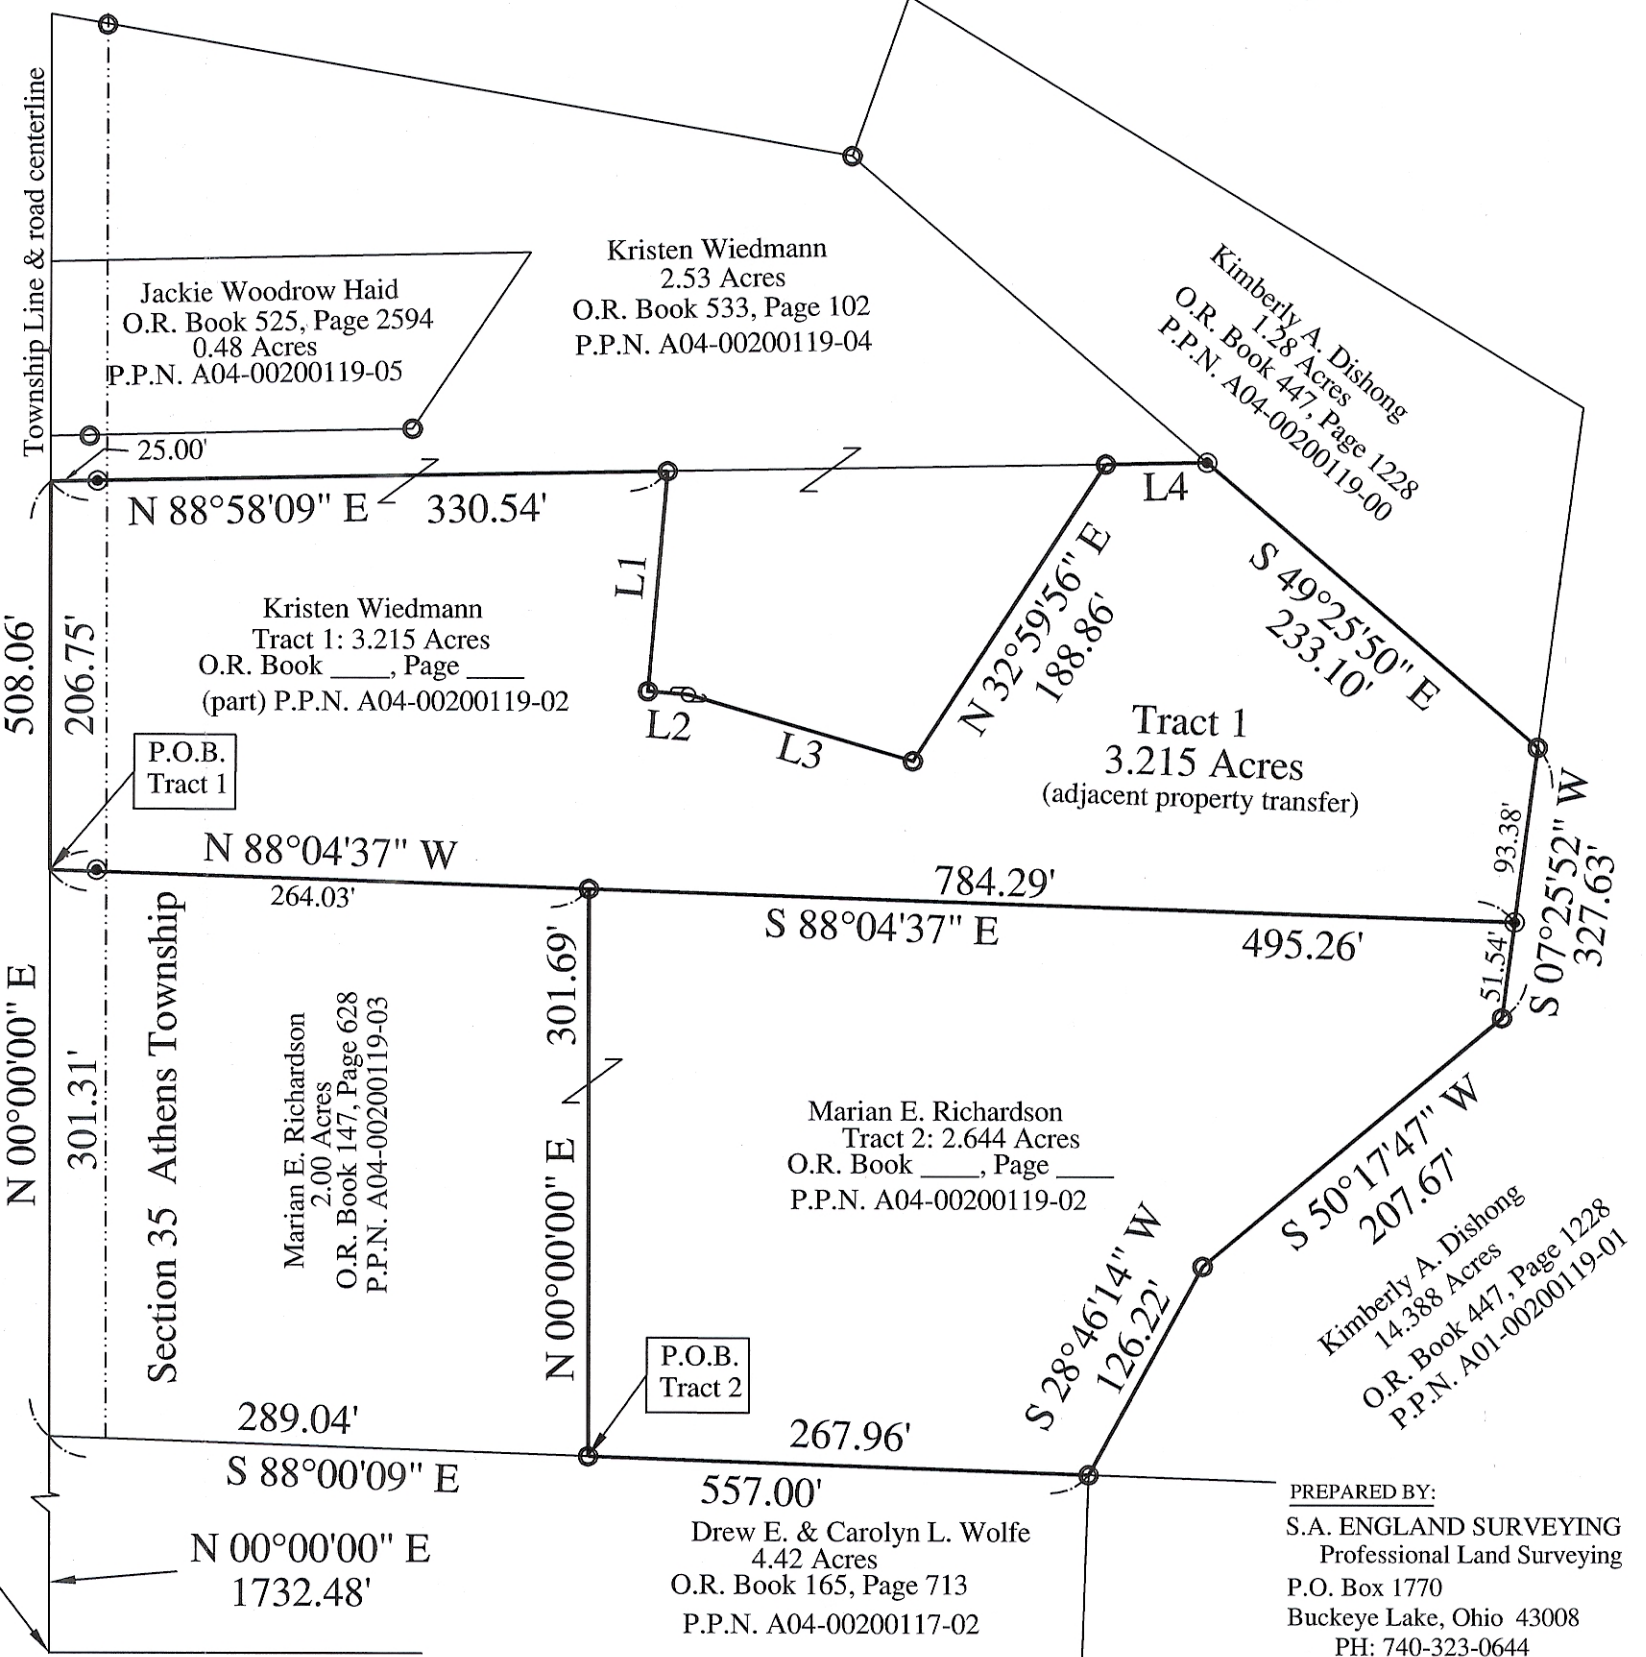 Township Line & road centerline
Jackie Woodrow Haid
O.R. Book 525, Page 2594
0.48 Acres
P.P.N. A04-00200119-05
Kristen Wiedmann
2.53 Acres
O.R. Book 533, Page 102
P.P.N. A04-00200119-04
Kimberly A. Dishong
1.28 Acres
O.R. Book 447, Page 1228
P.P.N. A04-00200119-00
25.00'
N 88°58'09" E
330.54'
L4
L1
N 32°59'56" E
188.86'
S 49°25'50" E
233.10'
508.06'
206.75'
Kristen Wiedmann
Tract 1: 3.215 Acres
O.R. Book ____, Page ____
(part) P.P.N. A04-00200119-02
L2
L3
P.O.B.
Tract 1
Tract 1
3.215 Acres
(adjacent property transfer)
N 88°04'37" W
264.03'
784.29'
S 88°04'37" E
495.26'
93.38'
51.54'
S 07°25'52" W
327.63'
N 00°00'00" E
301.31'
Section 35 Athens Township
Marian E. Richardson
2.00 Acres
O.R. Book 147, Page 628
P.P.N. A04-00200119-03
N 00°00'00" E
301.69'
Marian E. Richardson
Tract 2: 2.644 Acres
O.R. Book ____, Page ____
P.P.N. A04-00200119-02
S 50°17'47" W
207.67'
S 28°46'14" W
126.22'
Kimberly A. Dishong
14.388 Acres
O.R. Book 447, Page 1228
P.P.N. A01-00200119-01
P.O.B.
Tract 2
289.04'
S 88°00'09" E
267.96'
557.00'
N 00°00'00" E
1732.48'
Drew E. & Carolyn L. Wolfe
4.42 Acres
O.R. Book 165, Page 713
P.P.N. A04-00200117-02
PREPARED BY:
S.A. ENGLAND SURVEYING
Professional Land Surveying
P.O. Box 1770
Buckeye Lake, Ohio 43008
PH: 740-323-0644